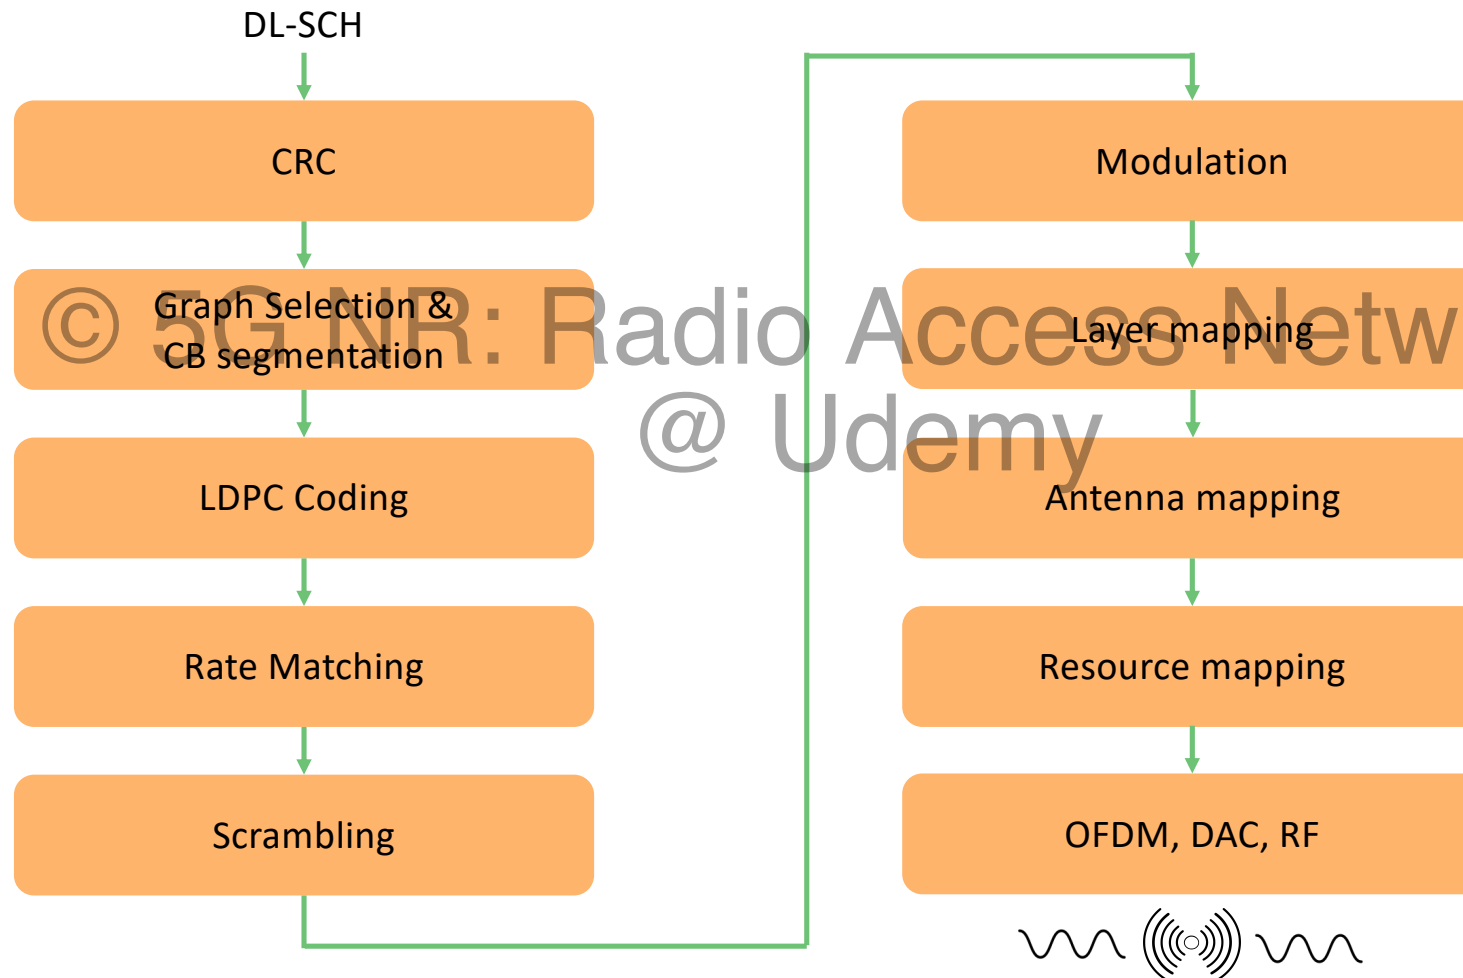 DL-SCH
CRC
Graph Selection &
CB segmentation
LDPC Coding
Rate Matching
Scrambling
Modulation
Layer mapping
Antenna mapping
Resource mapping
OFDM, DAC, RF
© 5G NR: Radio Access Netw
@ Udemy